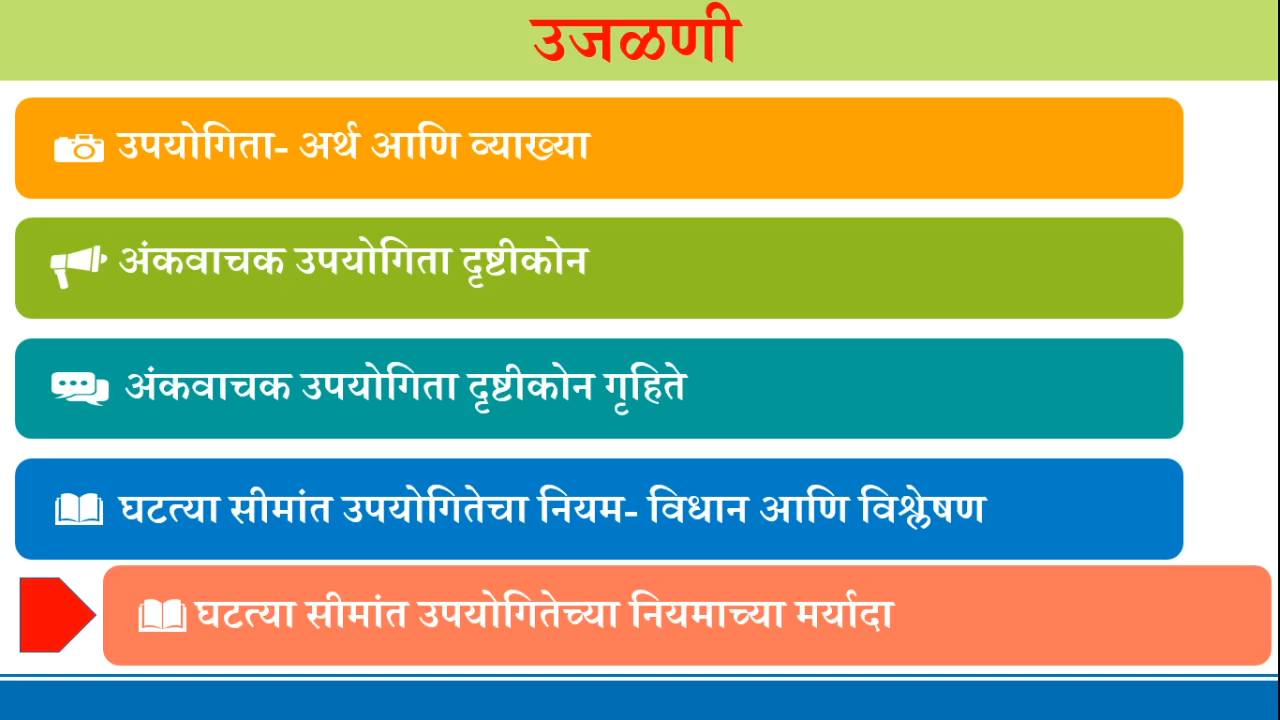 उजळणी
उपयोगिता- अर्थ आणि व्याख्या
अंकवाचक उपयोगिता दृष्टीकोन
अंकवाचक उपयोगिता दृष्टीकोन गृहिते
घटत्या सीमांत उपयोगितेचा नियम- विधान आणि विश्लेषण
घटत्या सीमांत उपयोगितेच्या नियमाच्या मर्यादा